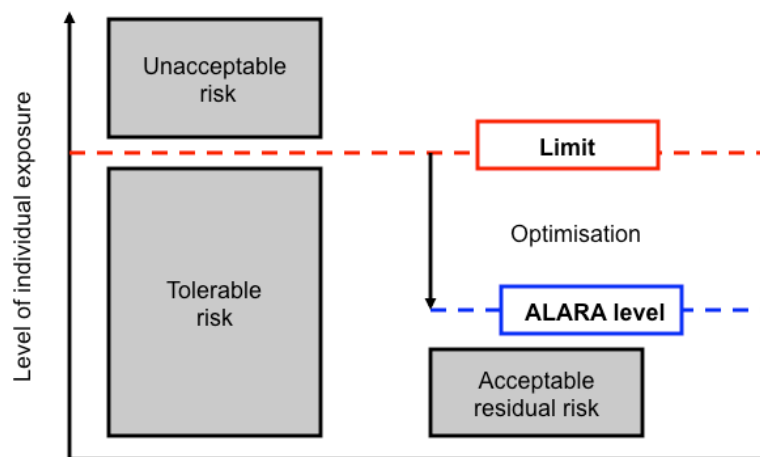 Level of individual exposure
Unacceptable
risk
Limit
Optimisation
Tolerable
risk
ALARA level
Acceptable
residual risk